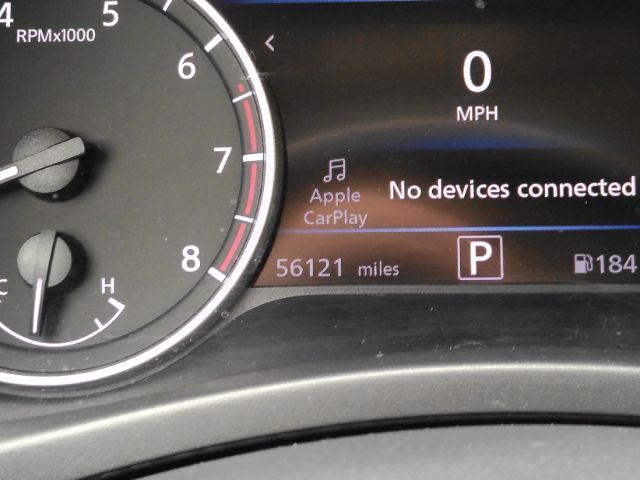 4
5
RPMx1000
6
7
8
C
H
<
0
MPH
Apple
CarPlay
No devices connected
56121 miles
P
184